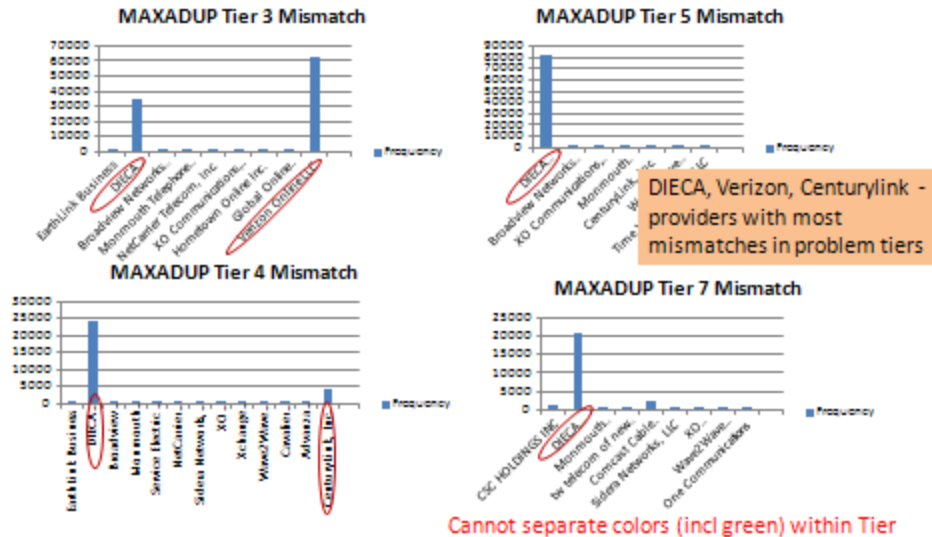 MAXADUP Tier 3 Mismatch
70000
60000
50000
40000
30000
20000
10000
0
EarthLink Business
DIECA
Broadview Networks..
Monmouth Telephone..
NetCarrier Telecom, Inc
XO Communications..
Hometown Online Inc.
Global Online..
Verizon Online LLC
Frequency
MAXADUP Tier 5 Mismatch
90000
80000
70000
60000
50000
40000
30000
20000
10000
0
DIECA
Broadview Networks..
XO Communications,
Monmouth
CenturyLink, Inc
Time
LLC
Frequency
DIECA, Verizon, Centurylink -
providers with most
mismatches in problem tiers
MAXADUP Tier 4 Mismatch
30000
25000
20000
15000
10000
5000
0
EarthLink Business
DIECA
Broadview
Monmouth
Service Electric
NetCarrier
Sidera Network,
XO
Xchange
Wave2Wave
Cavalier
CenturyLink, Inc
Frequency
MAXADUP Tier 7 Mismatch
25000
20000
15000
10000
5000
0
CSC HOLDINGS INC
DIECA
Monmouth..
tw telecom of new..
Comcast Cable..
Sidera Networks, LLC
XO..
Wave2Wave..
One Communications
Frequency
Cannot separate colors (incl green) within Tier